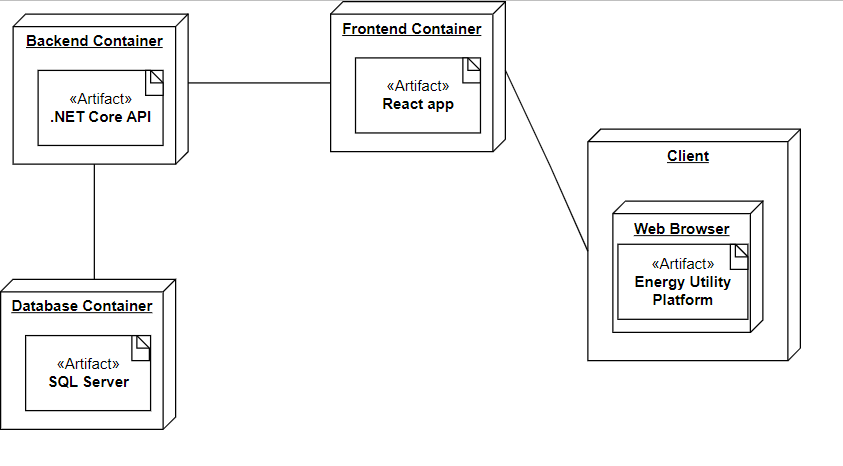 Backend Container
«Artifact»
.NET Core API
Frontend Container
«Artifact»
React app
Client
Web Browser
«Artifact»
Energy Utility
Platform
Database Container
«Artifact»
SQL Server